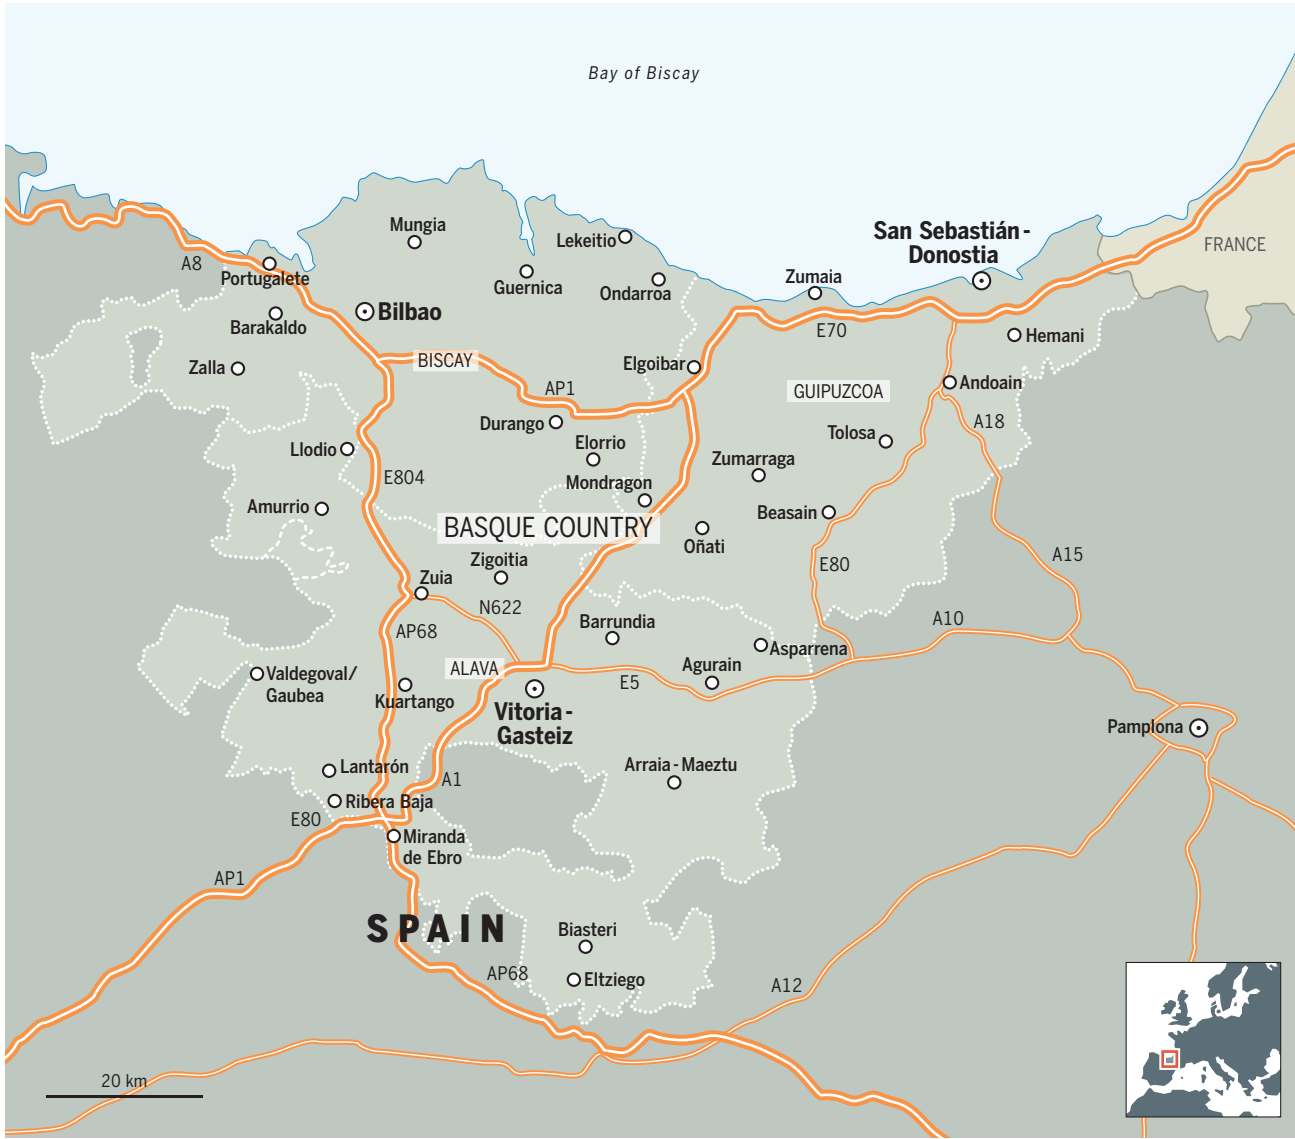 Bay of Biscay
San Sebastián-
Donostia
Mungia
Lekeitio
FRANCE
A8
Portugalete
Guernica
Ondarroa
Zumaia
Barakaldo
Bilbao
E70
Hernani
Zalla
BISCAY
Elgoibar
AP1
GUIPUZCOA
Andoain
Durango
A18
Llodio
Elorrio
Tolosa
E804
Mondragon
Zumarraga
Amurrio
BASQUE COUNTRY
Beasain
Oñati
Zigoitia
A15
Zuia
E80
N622
Barrundia
A10
AP68
Asparrena
Valdegoval/
Gaubea
ALAVA
Agurain
E5
Kuartango
Vitoria-
Gasteiz
Pamplona
Lantarón
A1
Arraia-Maeztu
Ribera Baja
E80
Miranda
de Ebro
AP1
SPAIN
Biasteri
AP68
Eltziego
A12
20 km